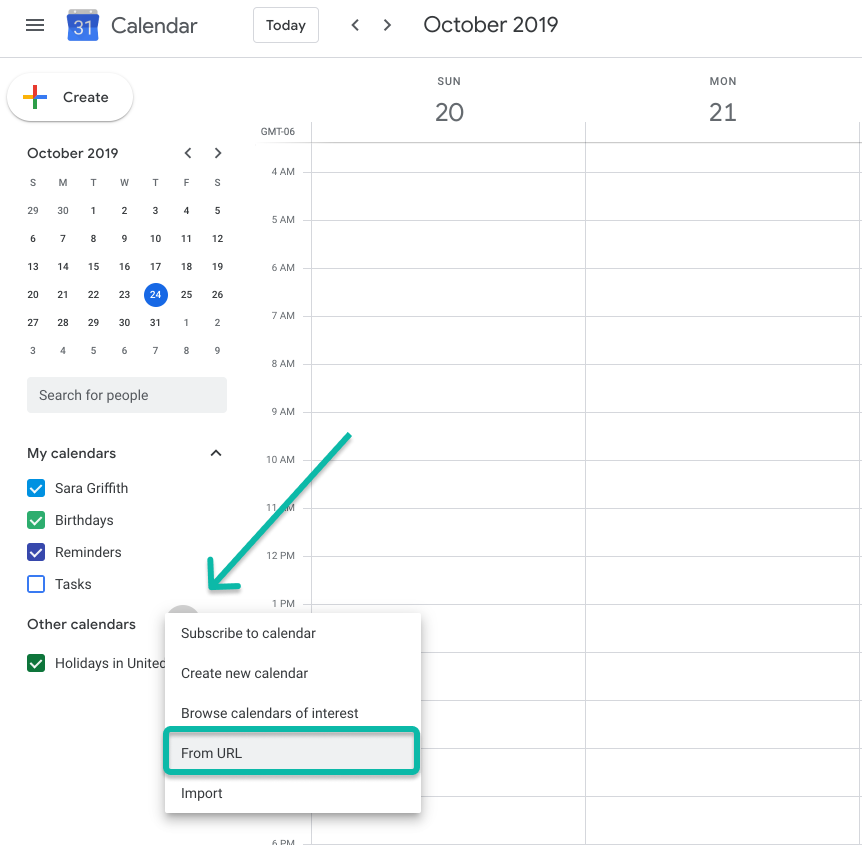 31 Calendar Today October 2019
Create
SUN MON
20 21
GMT-06
October 2019
S M T W T F S
29 30 1 2 3 4 5
6 7 8 9 10 11 12
13 14 15 16 17 18 19
20 21 22 23 24 25 26
27 28 29 30 31 1 2
3 4 5 6 7 8 9
Search for people
My calendars
Sara Griffith
Birthdays
Reminders
Tasks
Other calendars
Holidays in United
4 AM
5 AM
6 AM
7 AM
8 AM
9 AM
10 AM
11 AM
12 PM
1 PM
6 PM
Subscribe to calendar
Create new calendar
Browse calendars of interest
From URL
Import